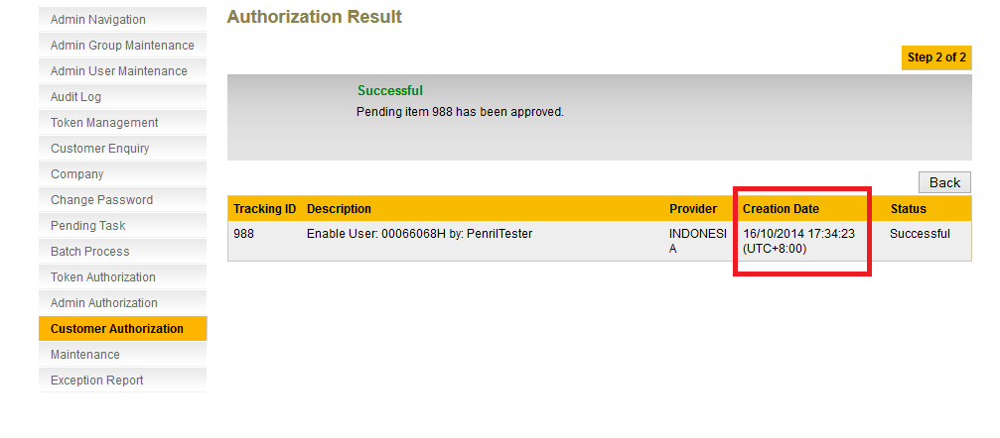 Admin Navigation
Admin Group Maintenance
Admin User Maintenance
Audit Log
Token Management
Customer Enquiry
Company
Change Password
Pending Task
Batch Process
Token Authorization
Admin Authorization
Customer Authorization
Maintenance
Exception Report
Authorization Result
Step 2 of 2
Successful
Pending item 988 has been approved.
Back
Tracking ID Description Provider Creation Date Status
988 Enable User: 00066068H by: PenrilTester INDONESI 16/10/2014 17:34:23 Successful
A (UTC+8:00)